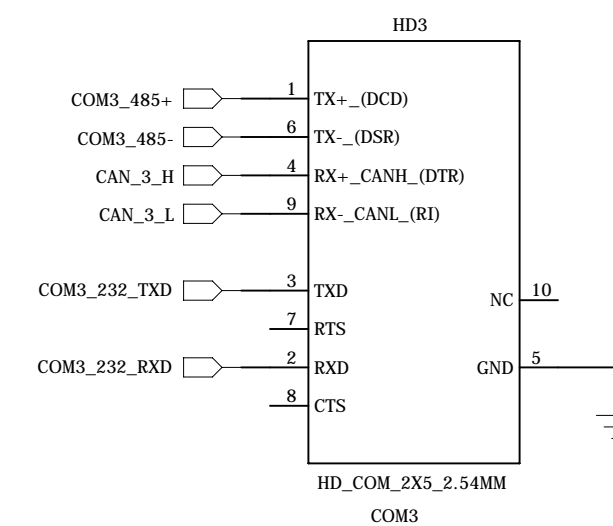 HD3
COM3_485+ 1 TX+_(DCD)
COM3_485- 6 TX-_(DSR)
CAN_3_H 4 RX+_CANH_(DTR)
CAN_3_L 9 RX-_CANL_(RI)
COM3_232_TXD 3 TXD
NC 10
7 RTS
COM3_232_RXD 2 RXD GND 5
8 CTS
HD_COM_2X5_2.54MM
COM3